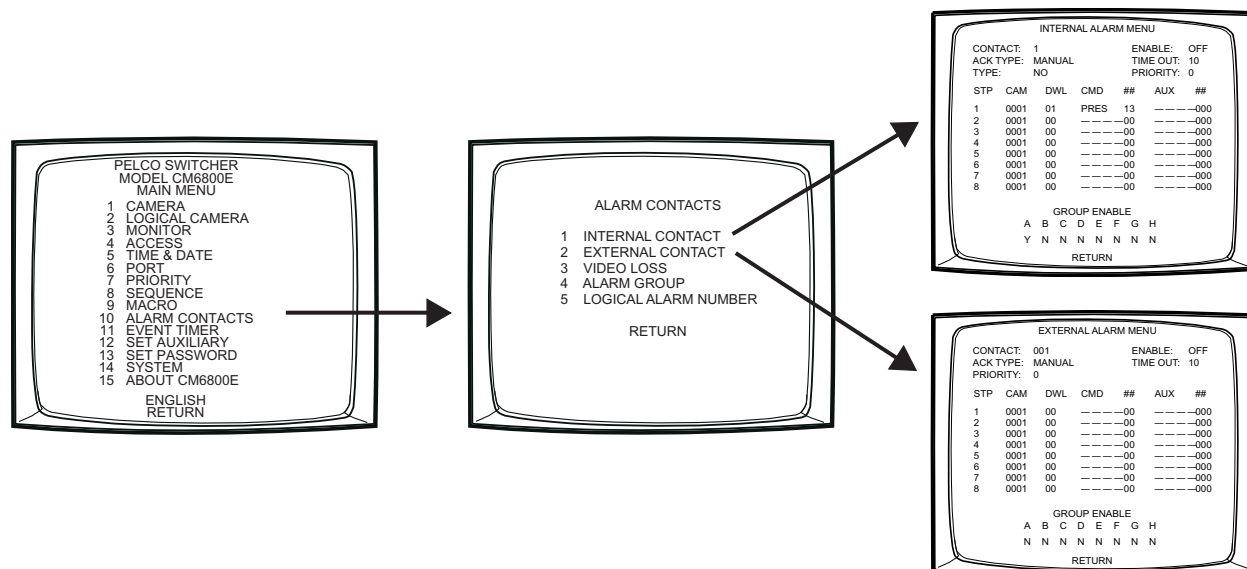 PELCO SWITCHER
MODEL CM6800E
MAIN MENU
1 CAMERA
2 LOGICAL CAMERA
3 MONITOR
4 ACCESS
5 TIME & DATE
6 PORT
7 PRIORITY
8 SEQUENCE
9 MACRO
10 ALARM CONTACTS
11 EVENT TIMER
12 SET AUXILIARY
13 SET PASSWORD
14 SYSTEM
15 ABOUT CM6800E
ENGLISH
RETURN
ALARM CONTACTS
1 INTERNAL CONTACT
2 EXTERNAL CONTACT
3 VIDEO LOSS
4 ALARM GROUP
5 LOGICAL ALARM NUMBER
RETURN
INTERNAL ALARM MENU
CONTACT: 1 ENABLE: OFF
ACK TYPE: MANUAL TIME OUT: 10
TYPE: NO PRIORITY: 0
STP CAM DWL CMD ## AUX ##
1 0001 01 PRES 13 — — — —000
2 0001 00 — — — —00 — — — —000
3 0001 00 — — — —00 — — — —000
4 0001 00 — — — —00 — — — —000
5 0001 00 — — — —00 — — — —000
6 0001 00 — — — —00 — — — —000
7 0001 00 — — — —00 — — — —000
8 0001 00 — — — —00 — — — —000
GROUP ENABLE
A B C D E F G H
Y N N N N N N N
RETURN
EXTERNAL ALARM MENU
CONTACT: 001 ENABLE: OFF
ACK TYPE: MANUAL TIME OUT: 10
PRIORITY: 0
STP CAM DWL CMD ## AUX ##
1 0001 00 — — — —00 — — — —000
2 0001 00 — — — —00 — — — —000
3 0001 00 — — — —00 — — — —000
4 0001 00 — — — —00 — — — —000
5 0001 00 — — — —00 — — — —000
6 0001 00 — — — —00 — — — —000
7 0001 00 — — — —00 — — — —000
8 0001 00 — — — —00 — — — —000
GROUP ENABLE
A B C D E F G H
N N N N N N N N
RETURN